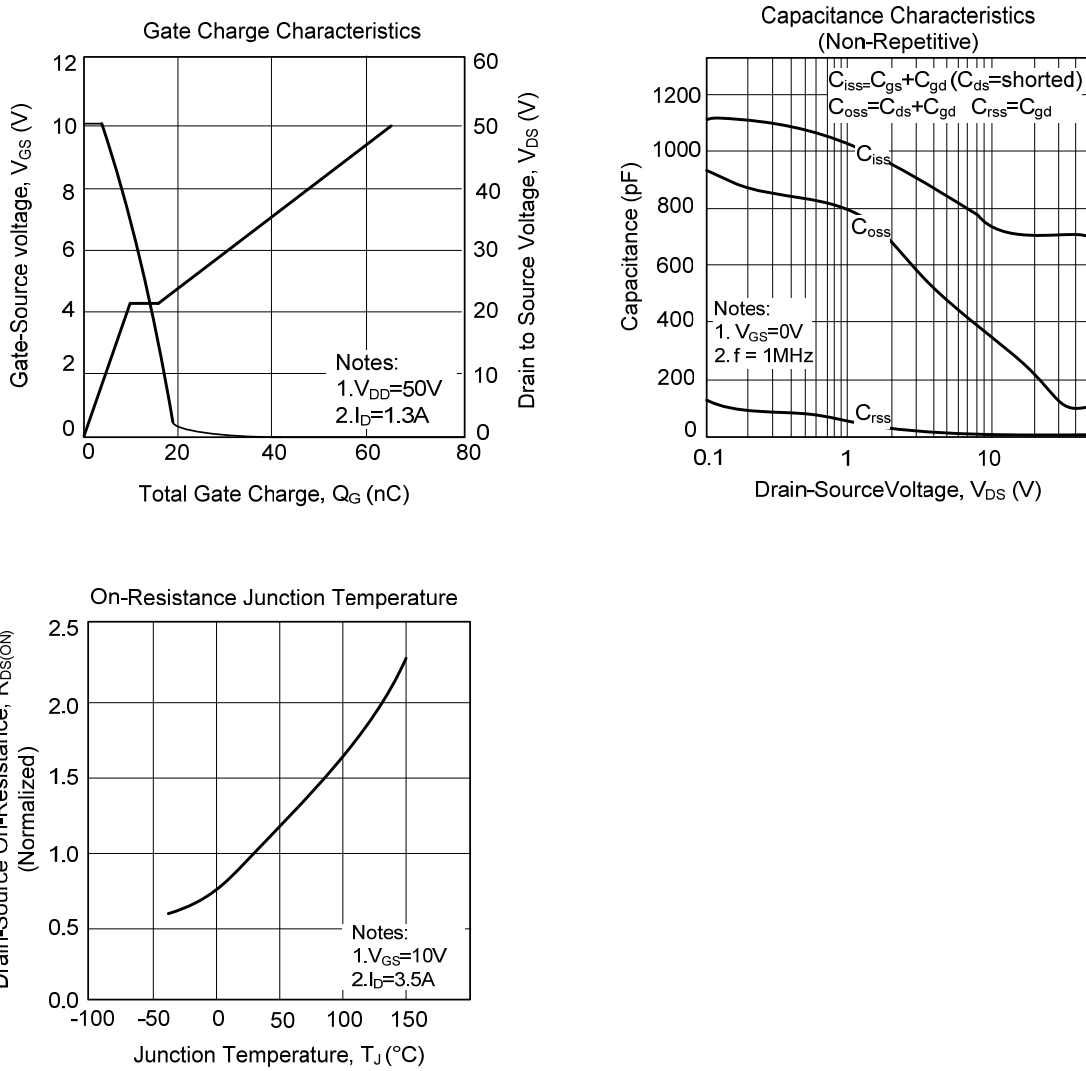 Gate Charge Characteristics
Gate-Source voltage, VGS (V)
12
10
8
6
4
2
0
60
50
40
30
20
10
0
Drain to Source Voltage, VDS (V)
Notes:
1.VDD=50V
2.ID=1.3A
0 20 40 60 80
Total Gate Charge, QG (nC)
Capacitance Characteristics
(Non-Repetitive)
Capacitance (pF)
1200
1000
800
600
400
200
0
Ciss=Cgs+Cgd (Cds=shorted)
Coss=Cds+Cgd Crss=Cgd
Ciss
Coss
Notes:
1. VGS=0V
2. f = 1MHz
Crss
0.1 1 10
Drain-SourceVoltage, VDS (V)
On-Resistance Junction Temperature
Drain-Source On-Resistance, RDS(ON)
(Normalized)
2.5
2.0
1.5
1.0
0.5
0.0
Notes:
1.VGS=10V
2.ID=3.5A
-100 -50 0 50 100 150
Junction Temperature, TJ (°C)